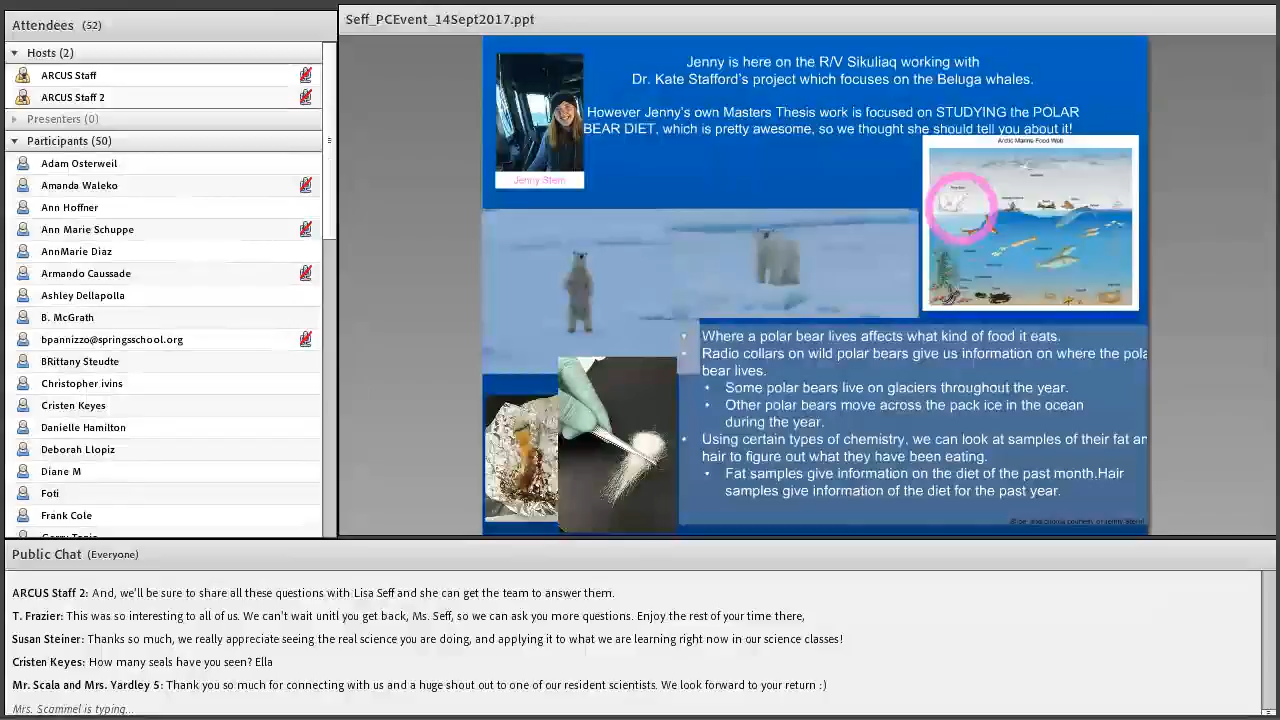 Attendees (52)
Hosts (2)
ARCUS Staff
ARCUS Staff 2
Presenters (0)
Participants (50)
Adam Osterweil
Amanda Waleko
Ann Hoffner
Ann Marie Schuppe
AnnMarie Diaz
Armando Caussade
Ashley Dellapolla
B. McGrath
bpannizzo@springsschool.org
BRittany Steudte
Christopher ivins
Cristen Keyes
Danielle Hamilton
Deborah Llopiz
Diane M
Foti
Frank Cole
Seff_PCEvent_14Sept2017.ppt
Jenny is here on the R/V Sikuliaq working with
Dr. Kate Stafford's project which focuses on the Beluga whales.
However Jenny's own Masters Thesis work is focused on STUDYING the POLAR
BEAR DIET, which is pretty awesome, so we thought she should tell you about it!
Jenny Stern
Arctic Marine Food Web
• Where a polar bear lives affects what kind of food it eats.
• Radio collars on wild polar bears give us information on where the pola
bear lives.
• Some polar bears live on glaciers throughout the year.
• Other polar bears move across the pack ice in the ocean
during the year.
• Using certain types of chemistry, we can look at samples of their fat an
hair to figure out what they have been eating.
• Fat samples give information on the diet of the past month.Hair
samples give information of the diet for the past year.
Public Chat (Everyone)
ARCUS Staff 2: And, we'll be sure to share all these questions with Lisa Seff and she can get the team to answer them.
T. Frazier: This was so interesting to all of us. We can't wait unitl you get back, Ms. Seff, so we can ask you more questions. Enjoy the rest of your time there,
Susan Steiner: Thanks so much, we really appreciate seeing the real science you are doing, and applying it to what we are learning right now in our science classes!
Cristen Keyes: How many seals have you seen? Ella
Mr. Scala and Mrs. Yardley 5: Thank you so much for connecting with us and a huge shout out to one of our resident scientists. We look forward to your return :)
Mrs. Scammel is typing...